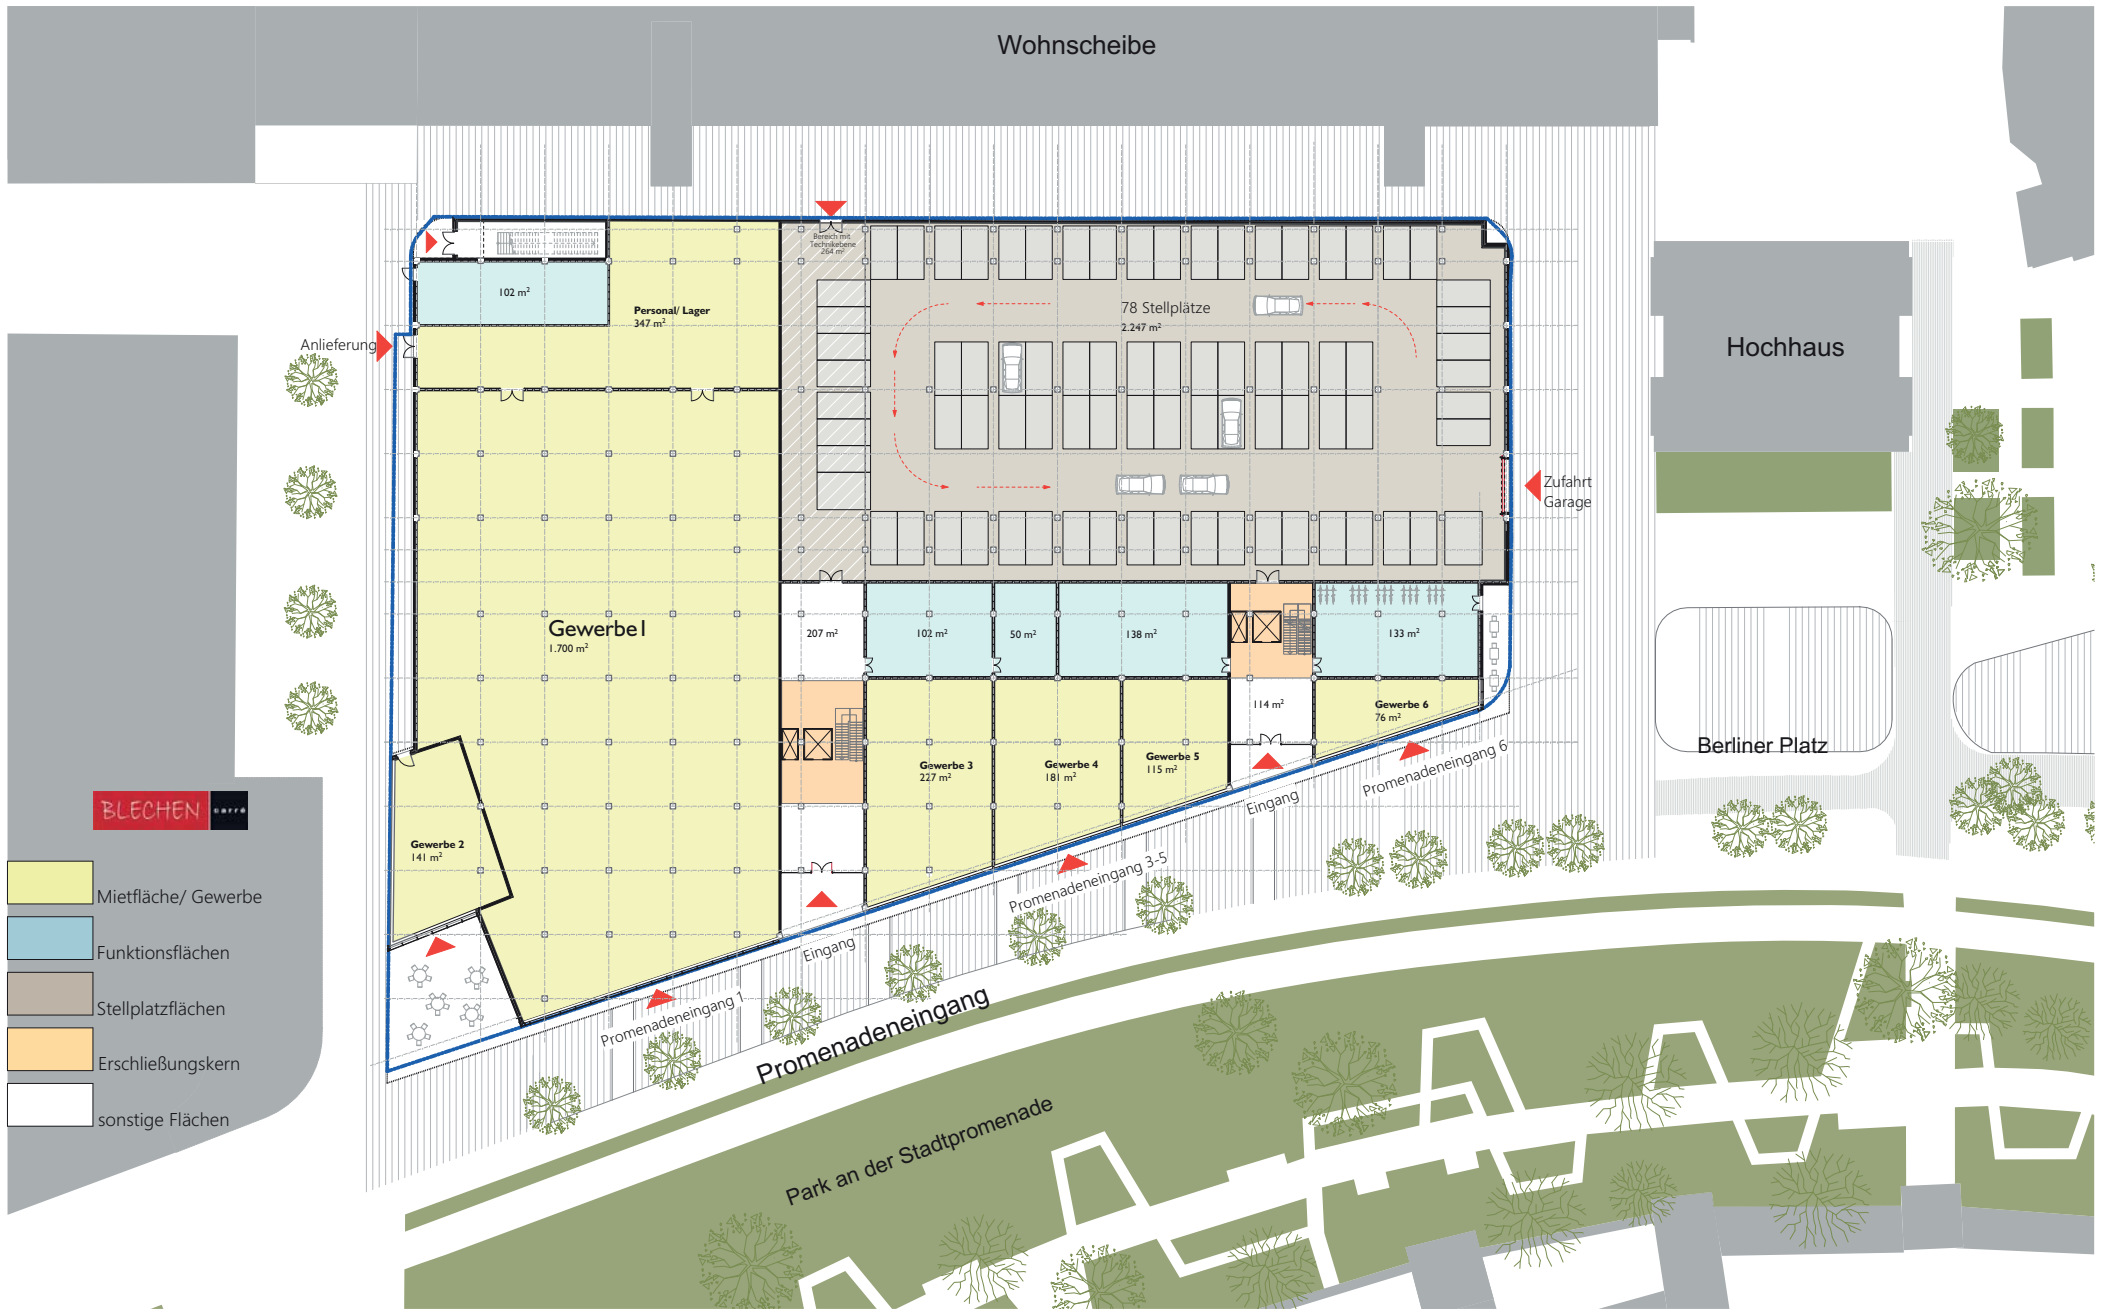 Wohnscheibe
Bereich mit
Technikebene
264 m²
102 m²
Personal/ Lager
347 m²
78 Stellplätze
2.247 m²
Anlieferung
Hochhaus
Zufahrt
Garage
Gewerbe1
1.700 m²
207 m²
102 m²
50 m²
138 m²
133 m²
114 m²
Gewerbe 6
76 m²
Gewerbe 3
227 m²
Gewerbe 4
181 m²
Gewerbe 5
115 m²
Berliner Platz
Promenadeneingang 6
Eingang
Promenadeneingang 3-5
Gewerbe 2
141 m²
Eingang
Promenadeneingang 1
Promenadeneingang
Park an der Stadtpromenade
BLECHEN carré
Mietfläche/ Gewerbe
Funktionsflächen
Stellplatzflächen
Erschließungskern
sonstige Flächen